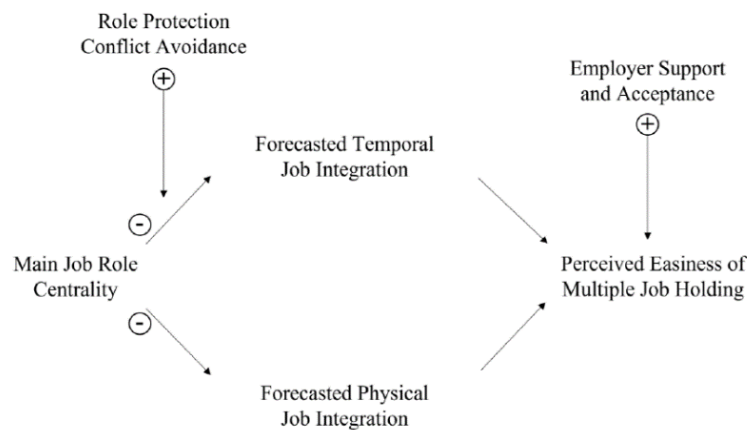 Role Protection
Conflict Avoidance
+
Employer Support
and Acceptance
+
Forecasted Temporal
Job Integration
-
Main Job Role
Centrality
-
Perceived Easiness of
Multiple Job Holding
Forecasted Physical
Job Integration